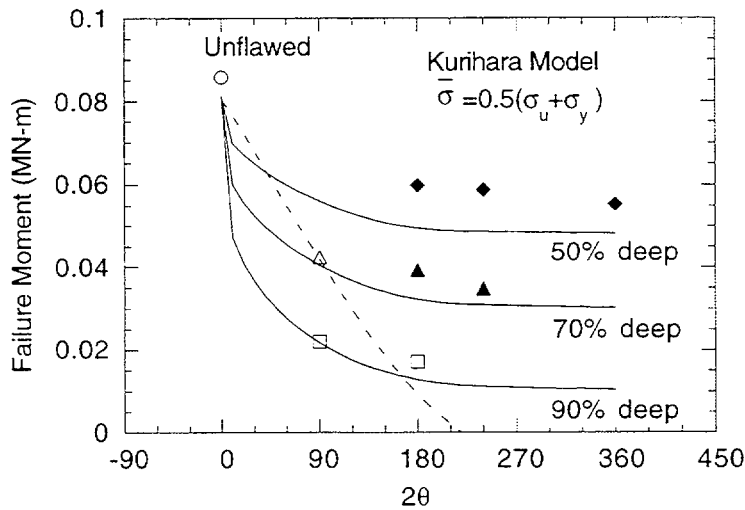 0.1
Unflawed
Kurihara Model
σ̅ =0.5(σu+σy)
0.08
0.06
0.04
0.02
0
50% deep
70% deep
90% deep
Failure Moment (MN-m)
-90 0 90 180 270 360 450
2θ